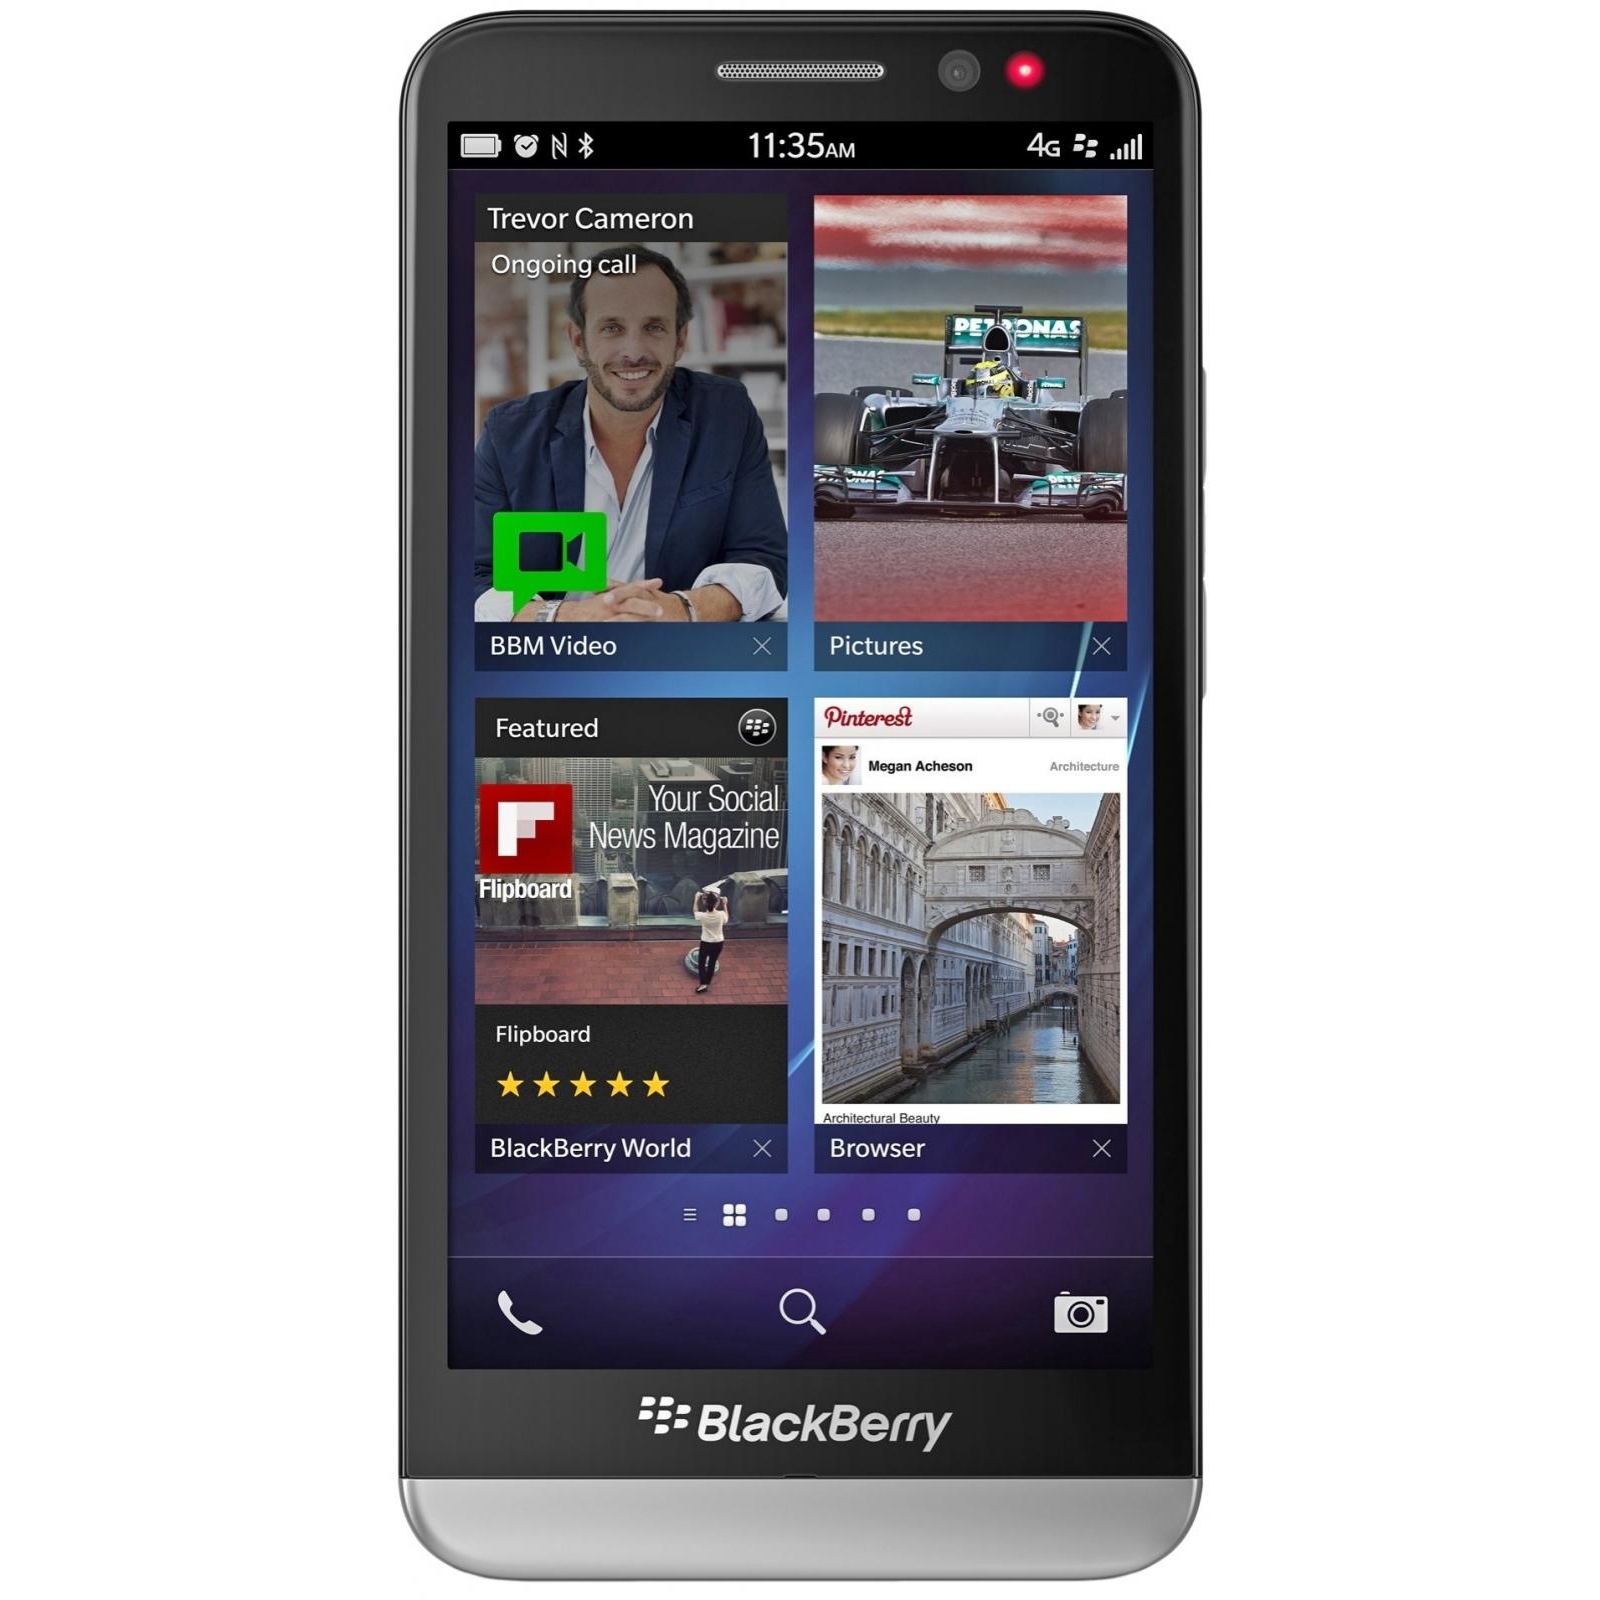 11:35AM
4G
Trevor Cameron
Ongoing call
BBM Video
PETRONAS
Pictures
Featured
Your Social
News Magazine
Flipboard
Flipboard
BlackBerry World
Pinterest
Megan Acheson
Architecture
Architectural Beauty
Browser
BlackBerry